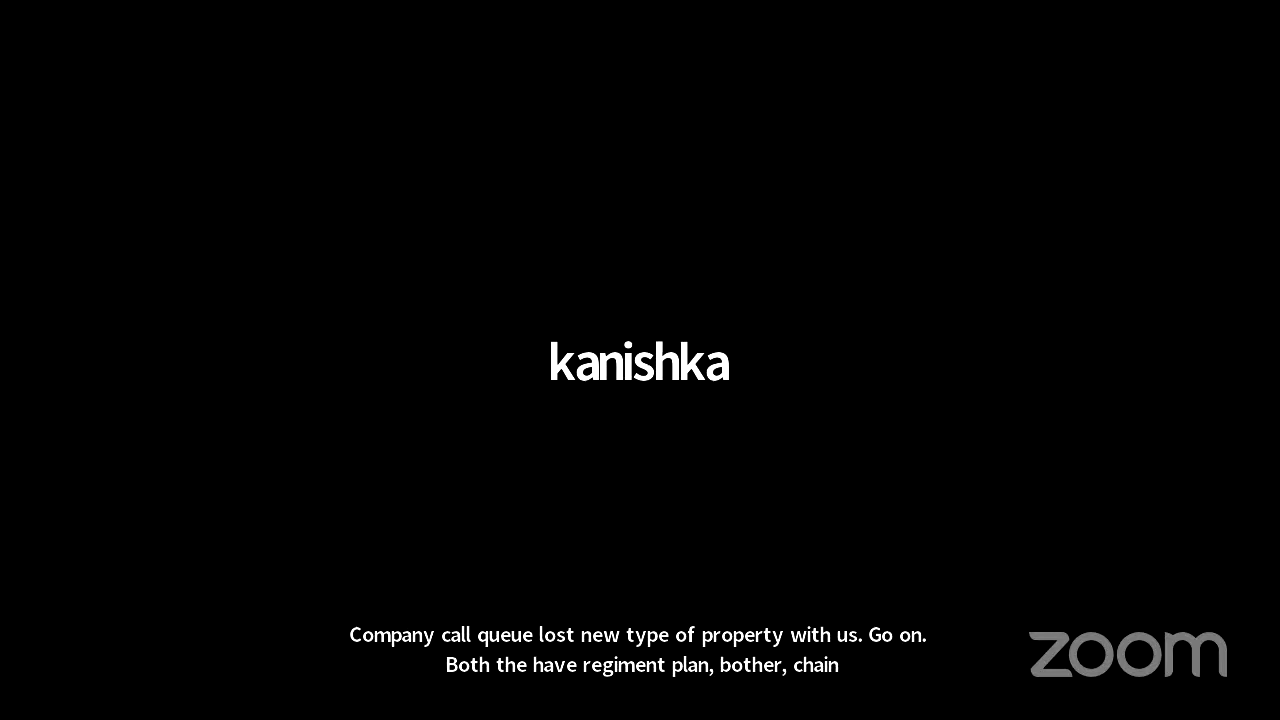 kanishka
Company call queue lost new type of property with us. Go on.
Both the have regiment plan, bother, chain
zoom